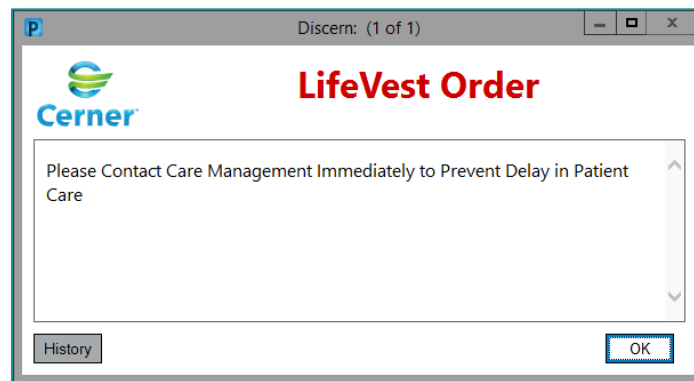 P
Discern: (1 of 1)
Cerner
LifeVest Order
Please Contact Care Management Immediately to Prevent Delay in Patient
Care
History
OK